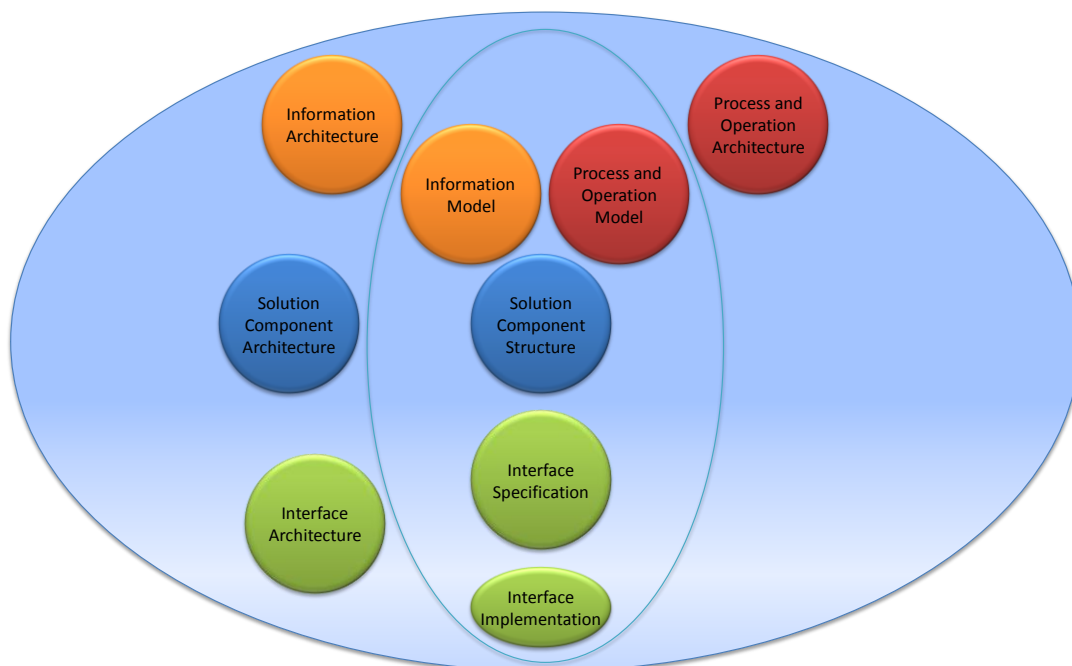 Information
Architecture
Process and
Operation
Architecture
Information
Model
Process and
Operation
Model
Solution
Component
Architecture
Solution
Component
Structure
Interface
Specification
Interface
Architecture
Interface
Implementation